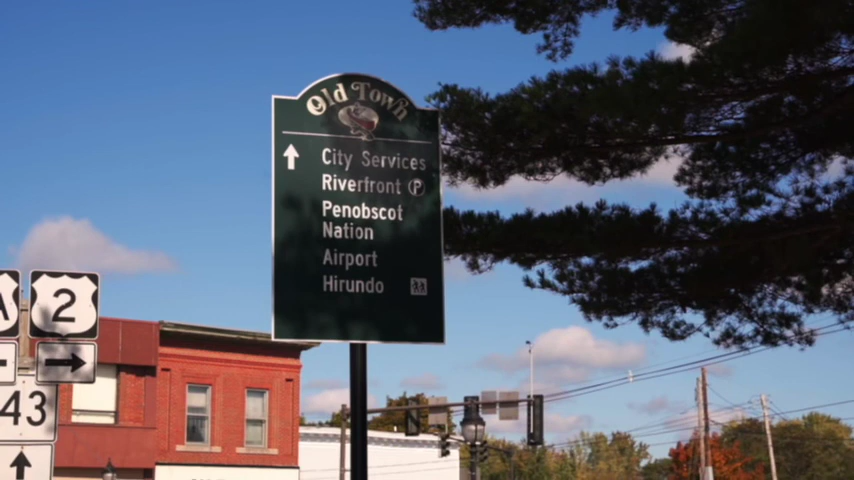 Old Town
City Services
Riverfront P
Penobscot
Nation
Airport
Hirundo
A
2
43